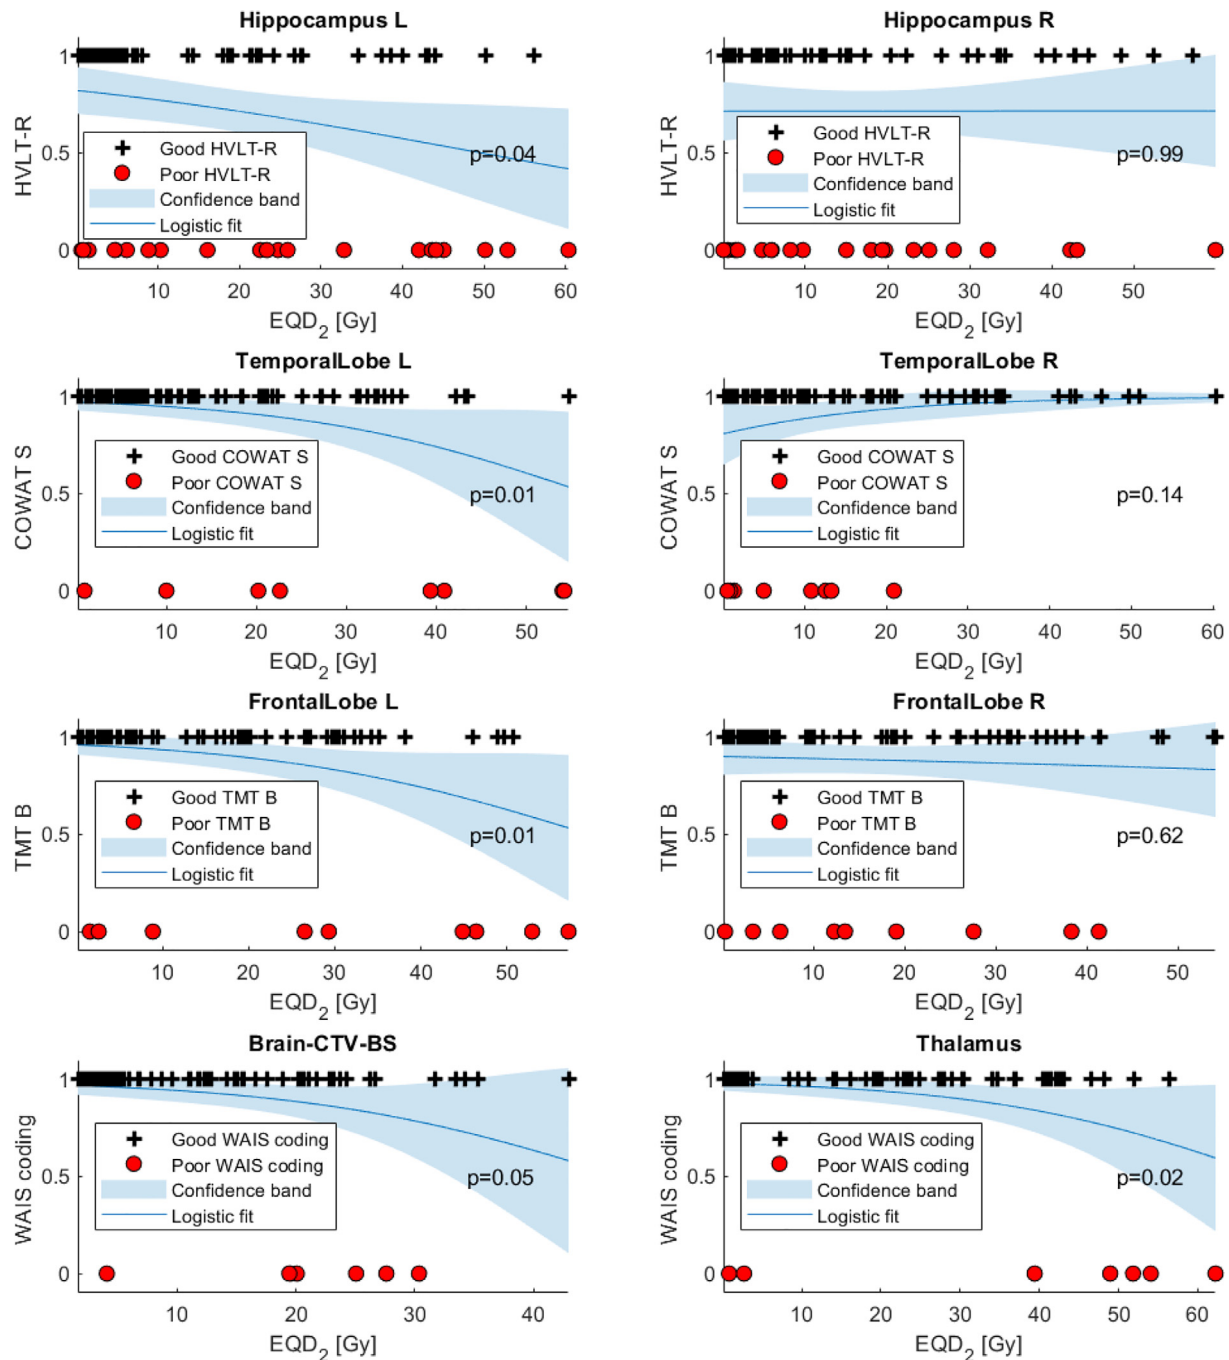 Hippocampus L
1
0.5
0
HVLT-R
Good HVLT-R
Poor HVLT-R
Confidence band
Logistic fit
p=0.04
10 20 30 40 50 60
EQD2 [Gy]
Hippocampus R
1
0.5
0
HVLT-R
Good HVLT-R
Poor HVLT-R
Confidence band
Logistic fit
p=0.99
10 20 30 40 50
EQD2 [Gy]
TemporalLobe L
1
0.5
0
COWAT S
Good COWAT S
Poor COWAT S
Confidence band
Logistic fit
p=0.01
10 20 30 40 50
EQD2 [Gy]
TemporalLobe R
1
0.5
0
COWAT S
Good COWAT S
Poor COWAT S
Confidence band
Logistic fit
p=0.14
10 20 30 40 50 60
EQD2 [Gy]
FrontalLobe L
1
0.5
0
TMT B
Good TMT B
Poor TMT B
Confidence band
Logistic fit
p=0.01
10 20 30 40 50
EQD2 [Gy]
FrontalLobe R
1
0.5
0
TMT B
Good TMT B
Poor TMT B
Confidence band
Logistic fit
p=0.62
10 20 30 40 50
EQD2 [Gy]
Brain-CTV-BS
1
0.5
0
WAIS coding
Good WAIS coding
Poor WAIS coding
Confidence band
Logistic fit
p=0.05
10 20 30 40
EQD2 [Gy]
Thalamus
1
0.5
0
WAIS coding
Good WAIS coding
Poor WAIS coding
Confidence band
Logistic fit
p=0.02
10 20 30 40 50 60
EQD2 [Gy]